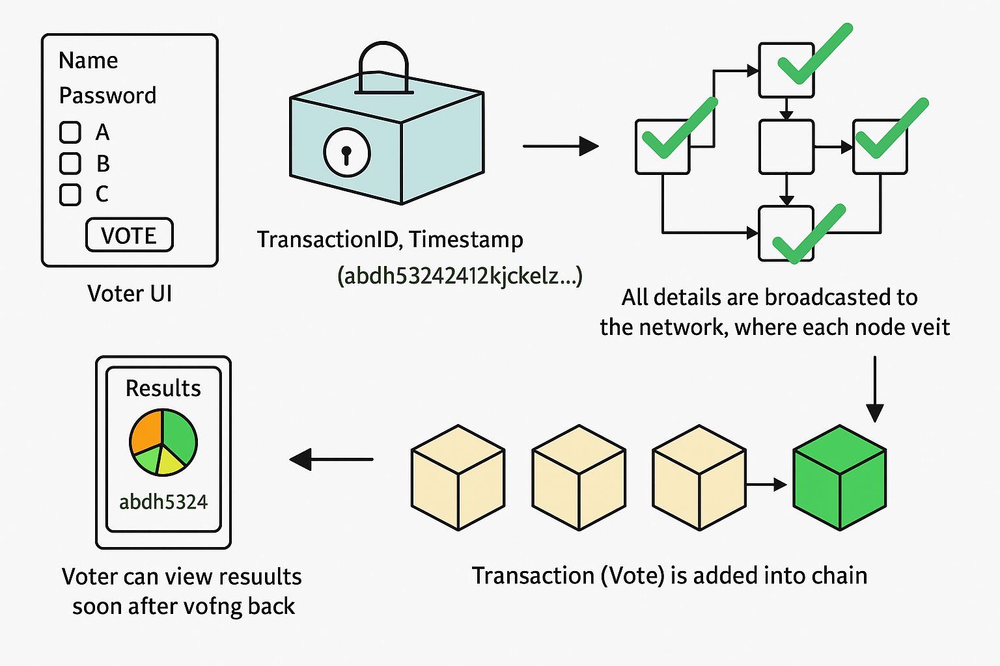 Name
Password
A
B
C
VOTE
Voter UI
TransactionID, Timestamp
(abdh53242412kjckelz...)
All details are broadcasted to
the network, where each node veit
Results
abdh5324
Voter can view resuults
soon after vofng back
Transaction (Vote) is added into chain